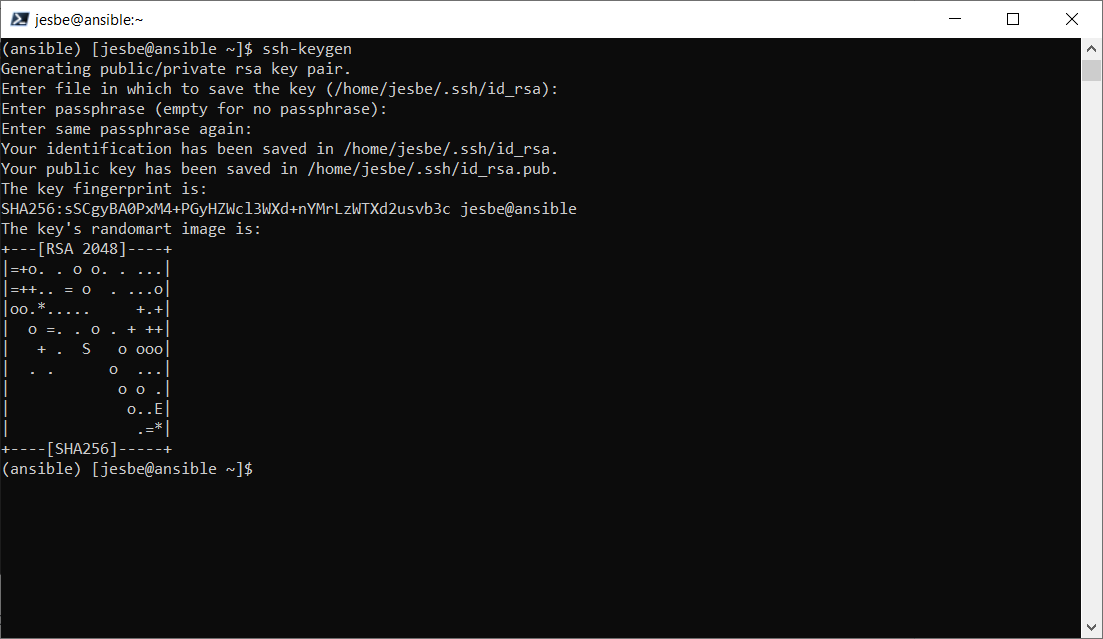 jesbe@ansible:~
(ansible) [jesbe@ansible ~]$ ssh-keygen
Generating public/private rsa key pair.
Enter file in which to save the key (/home/jesbe/.ssh/id_rsa):
Enter passphrase (empty for no passphrase):
Enter same passphrase again:
Your identification has been saved in /home/jesbe/.ssh/id_rsa.
Your public key has been saved in /home/jesbe/.ssh/id_rsa.pub.
The key fingerprint is:
SHA256:sSCgyBA0PxM4+PGyHZWcl3WXd+nYMrLzWTXd2usvb3c jesbe@ansible
The key's randomart image is:
+---[RSA 2048]----+
|=+o. . o o. . ...|
|=++.. = o  . ...o|
|oo.*.....     +.+|
|  o =. . o . + ++|
|   + .  S   o ooo|
|  . .      o  ...|
|            o o .|
|             o..E|
|              .=*|
+----[SHA256]-----+
(ansible) [jesbe@ansible ~]$